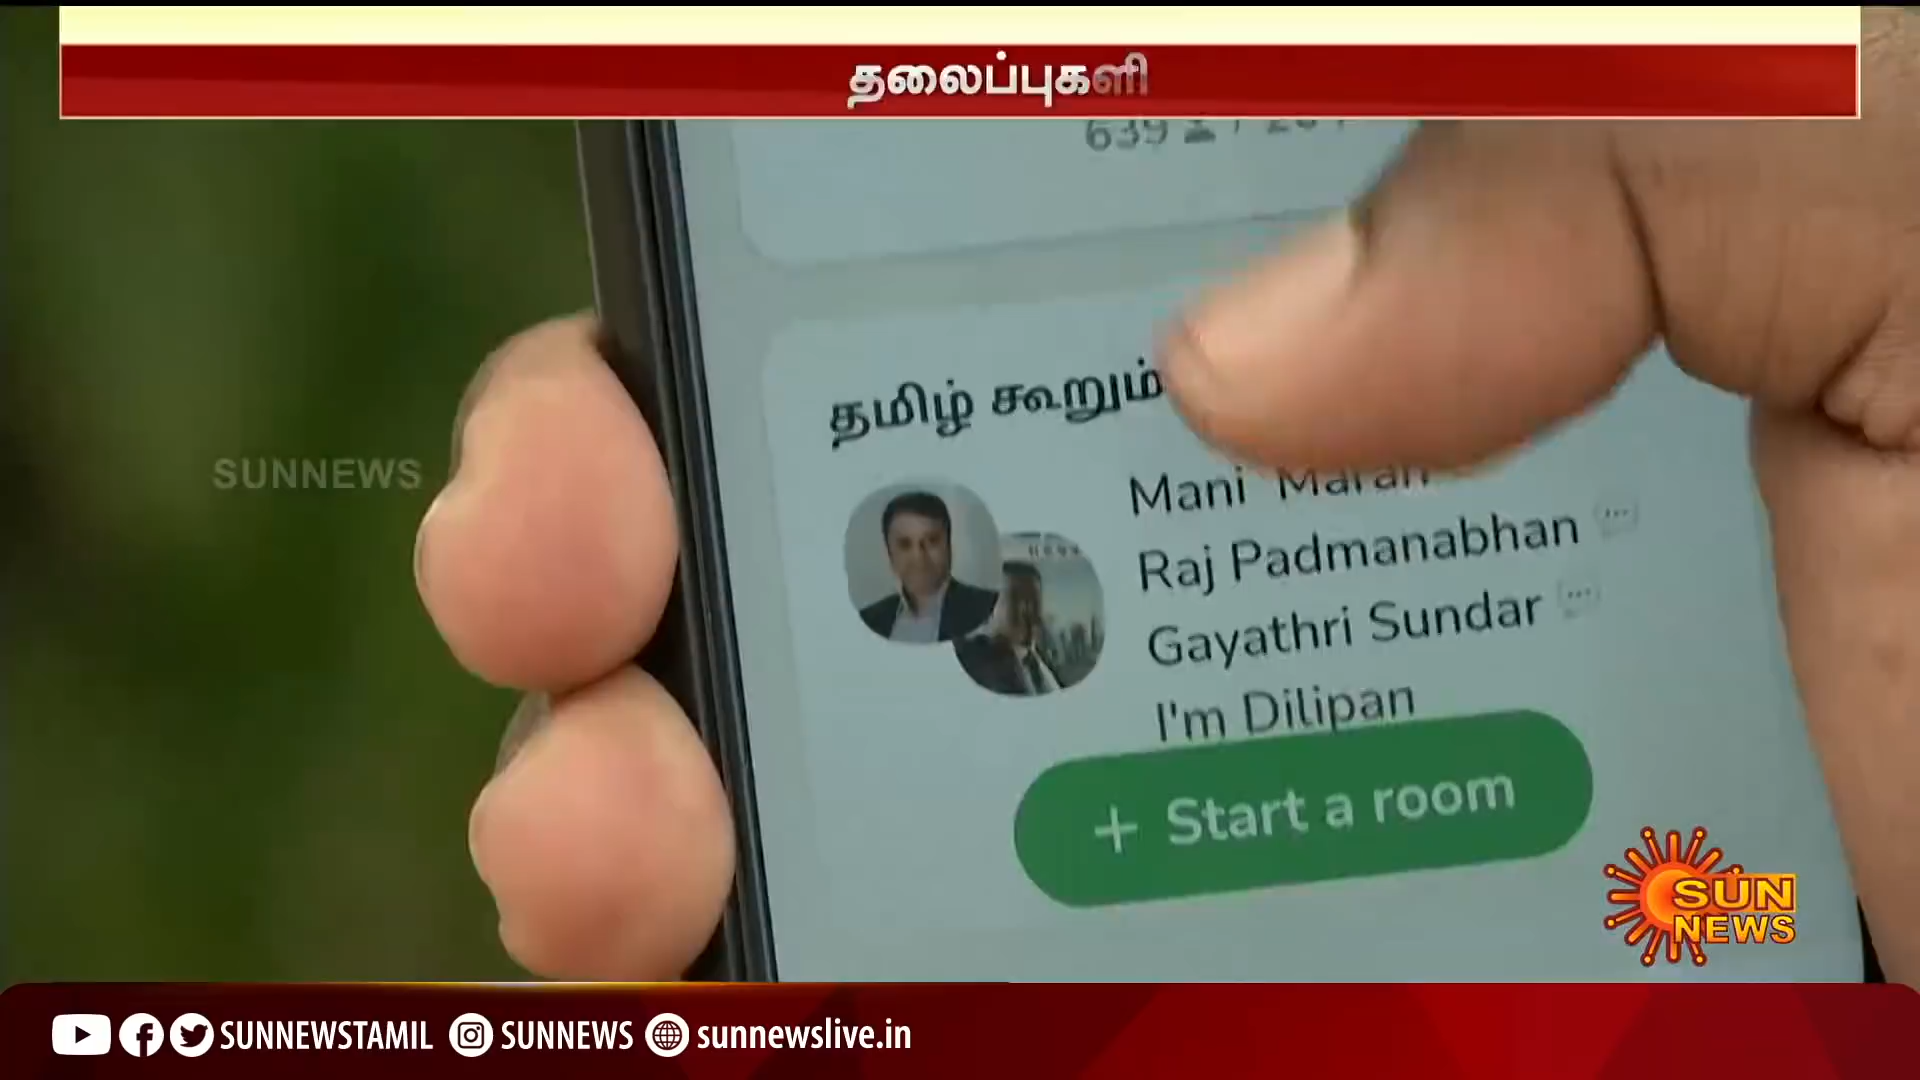 தலைப்புகளி
639
தமிழ் கூறும்
SUNNEWS
Mani Maran
Raj Padmanabhan
Gayathri Sundar
I'm Dilipan
+ Start a room
SUN
NEWS
SUNNEWSTAMIL SUNNEWS sunnewslive.in